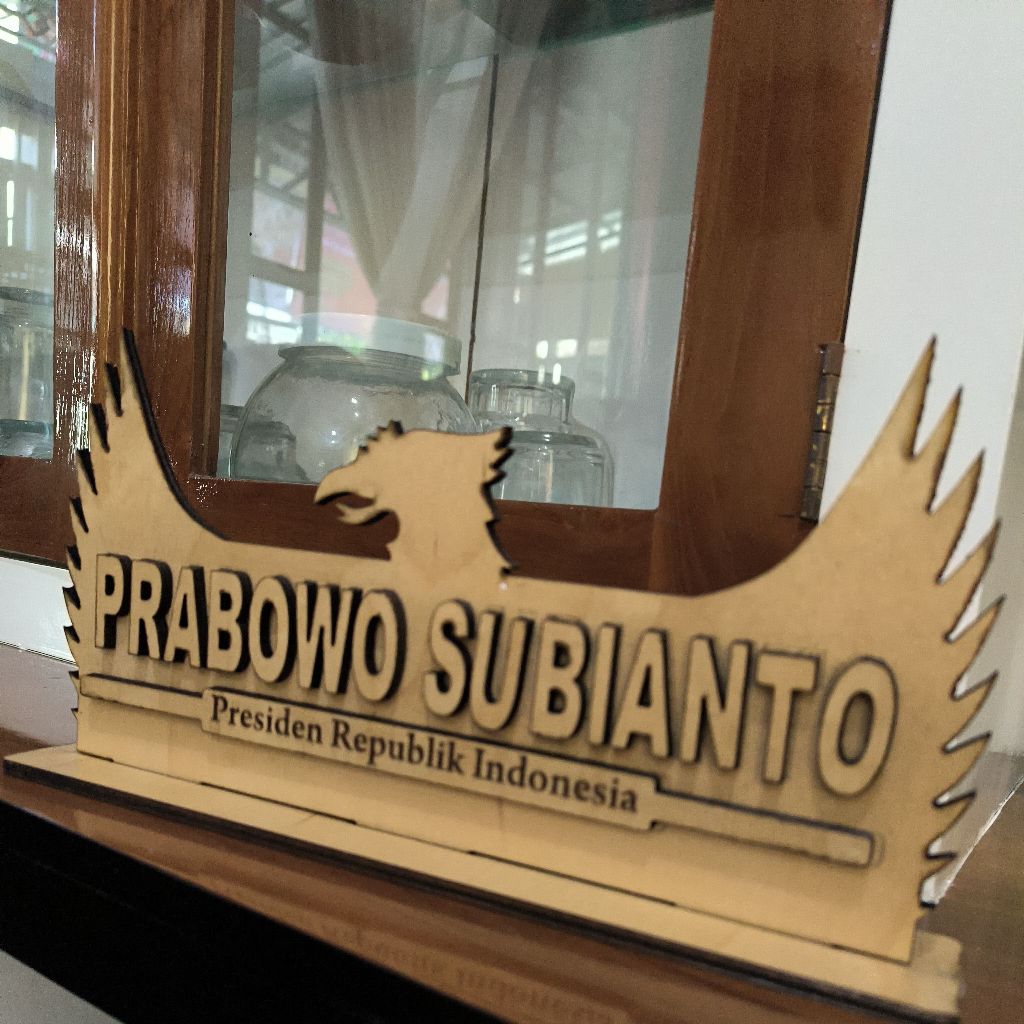 PRABOWO SUBIANTO
Presiden Republik Indonesia